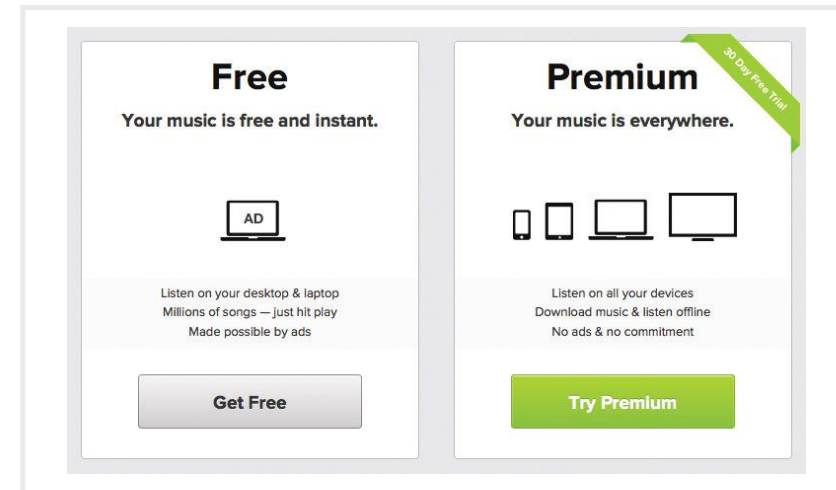 Free
Your music is free and instant.
AD
Listen on your desktop & laptop
Millions of songs — just hit play
Made possible by ads
Get Free
Premium
30 Day Free Trial
Your music is everywhere.
Listen on all your devices
Download music & listen offline
No ads & no commitment
Try Premium